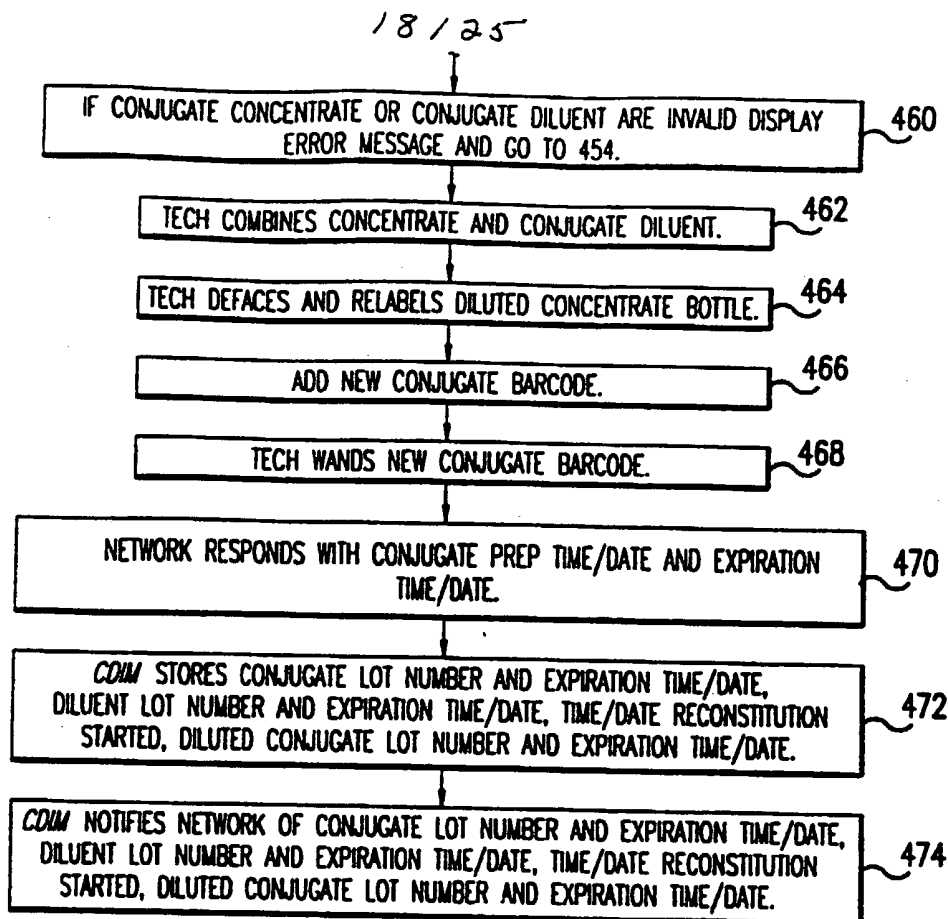 18/25
IF CONJUGATE CONCENTRATE OR CONJUGATE DILUENT ARE INVALID DISPLAY
ERROR MESSAGE AND GO TO 454.
460
TECH COMBINES CONCENTRATE AND CONJUGATE DILUENT.
462
TECH DEFACES AND RELABELS DILUTED CONCENTRATE BOTTLE.
464
ADD NEW CONJUGATE BARCODE.
466
TECH WANDS NEW CONJUGATE BARCODE.
468
NETWORK RESPONDS WITH CONJUGATE PREP TIME/DATE AND EXPIRATION
TIME/DATE.
470
CDIM STORES CONJUGATE LOT NUMBER AND EXPIRATION TIME/DATE,
DILUENT LOT NUMBER AND EXPIRATION TIME/DATE, TIME/DATE RECONSTITUTION
STARTED, DILUTED CONJUGATE LOT NUMBER AND EXPIRATION TIME/DATE.
472
CDIM NOTIFIES NETWORK OF CONJUGATE LOT NUMBER AND EXPIRATION TIME/DATE,
DILUENT LOT NUMBER AND EXPIRATION TIME/DATE, TIME/DATE RECONSTITUTION
STARTED, DILUTED CONJUGATE LOT NUMBER AND EXPIRATION TIME/DATE.
474